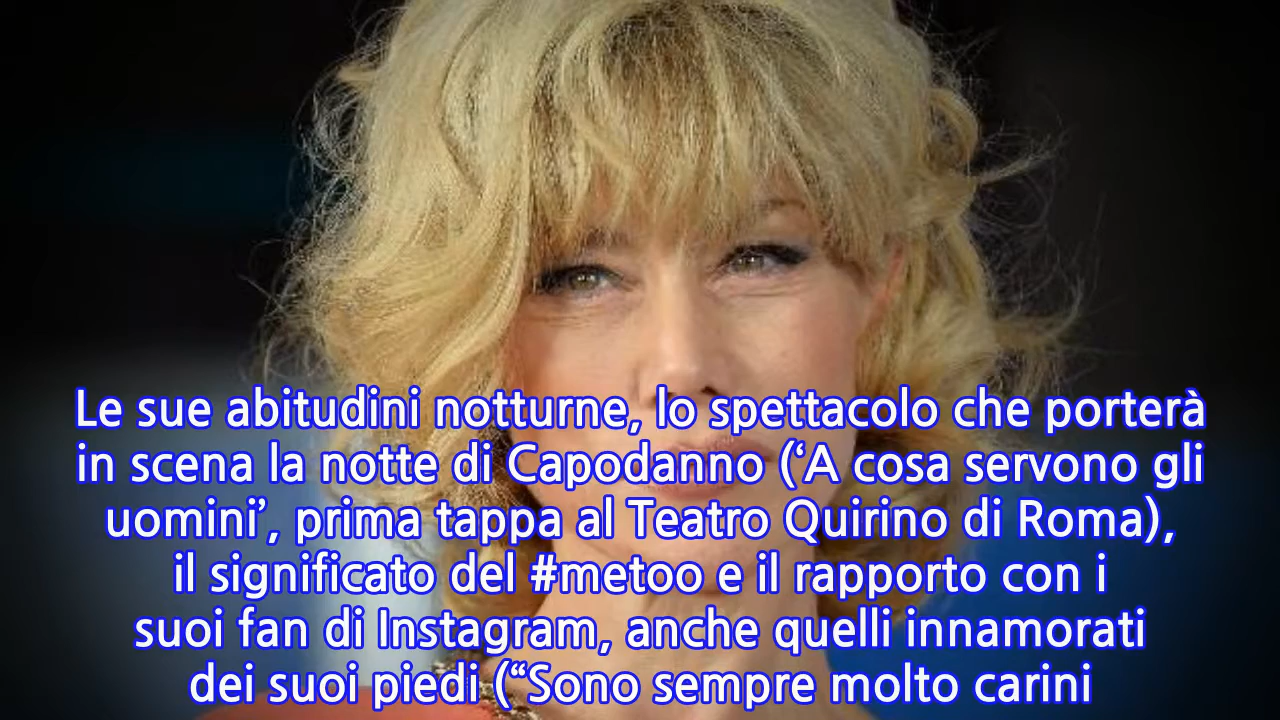 Le sue abitudini notturne, lo spettacolo che porterà
in scena la notte di Capodanno (‘A cosa servono gli
uomini’, prima tappa al Teatro Quirino di Roma),
il significato del #metoo e il rapporto con i
suoi fan di Instagram, anche quelli innamorati
dei suoi piedi (“Sono sempre molto carini